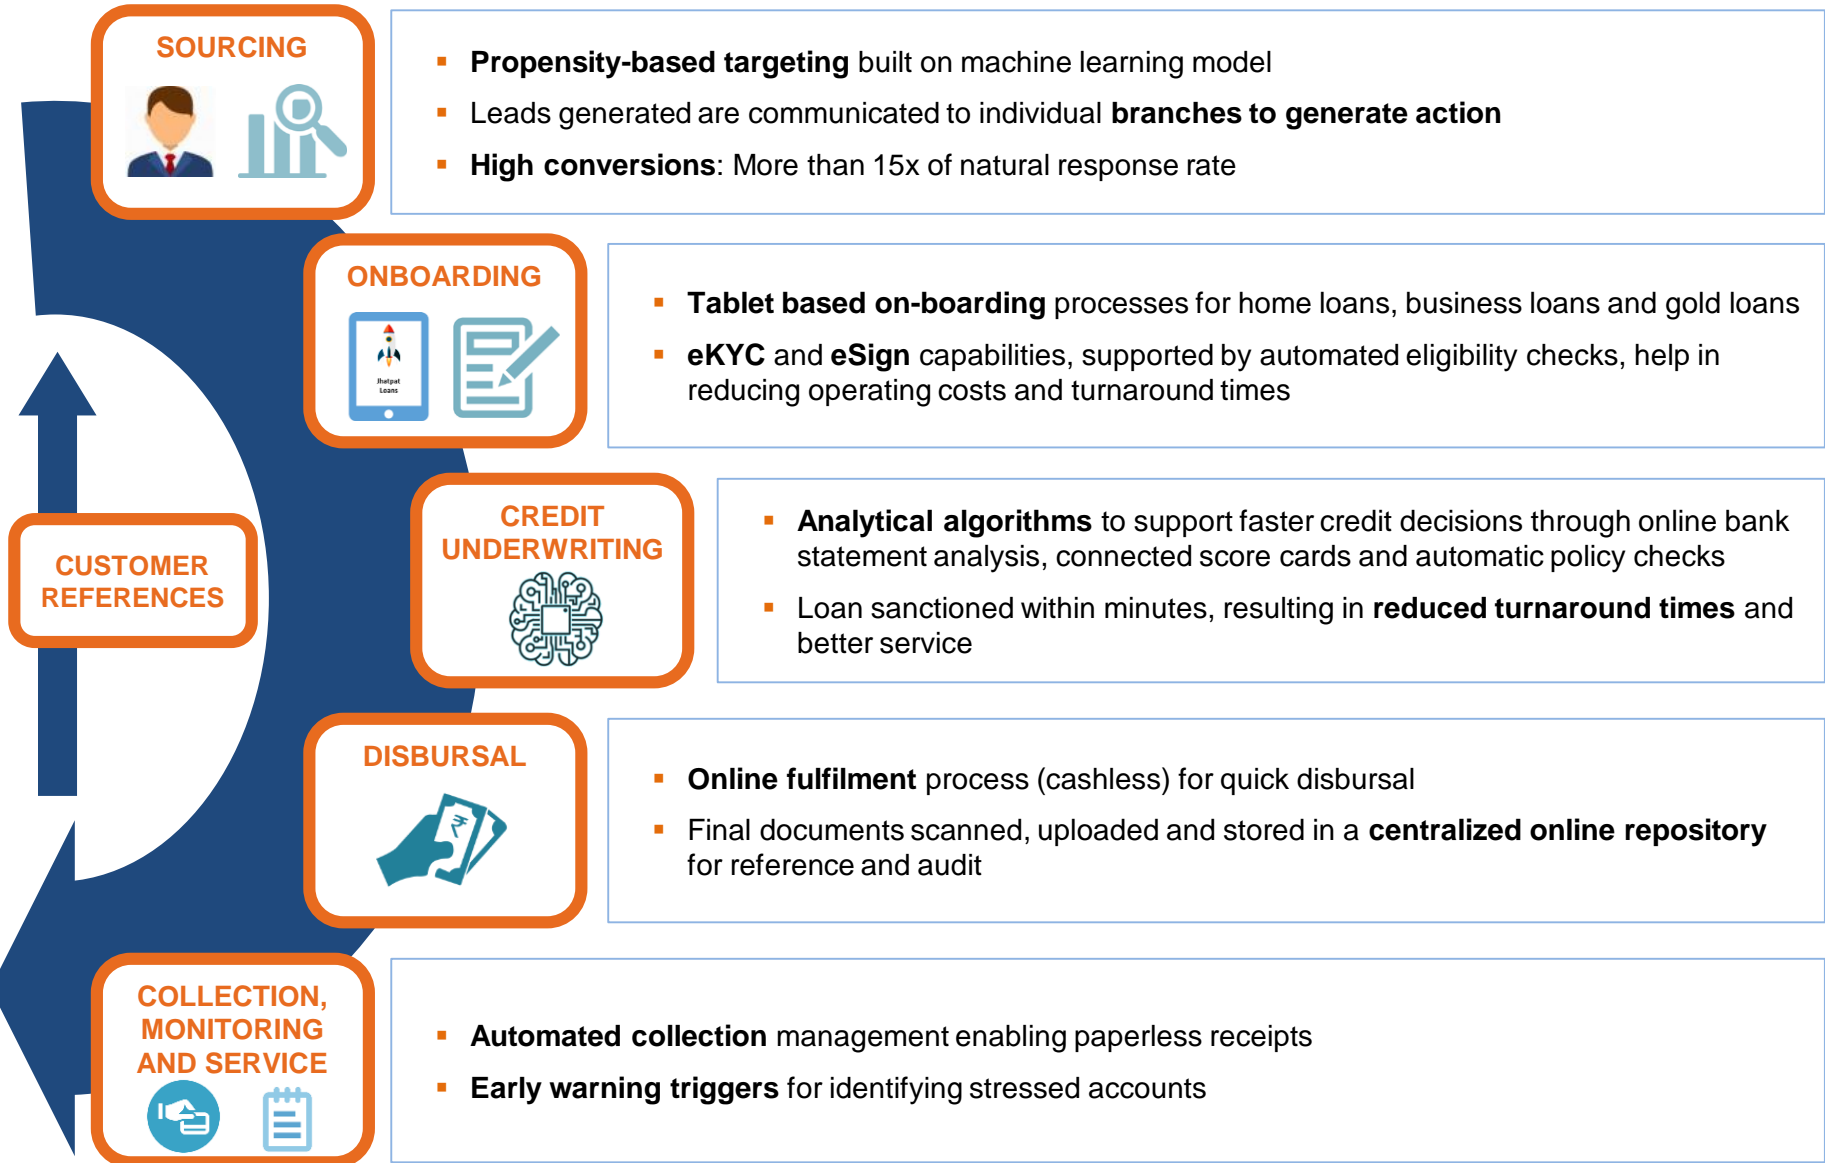 SOURCING
▪ Propensity-based targeting built on machine learning model
▪ Leads generated are communicated to individual branches to generate action
▪ High conversions: More than 15x of natural response rate
ONBOARDING
Jhatpat
Loans
▪ Tablet based on-boarding processes for home loans, business loans and gold loans
▪ eKYC and eSign capabilities, supported by automated eligibility checks, help in
reducing operating costs and turnaround times
CUSTOMER
REFERENCES
CREDIT
UNDERWRITING
▪ Analytical algorithms to support faster credit decisions through online bank
statement analysis, connected score cards and automatic policy checks
▪ Loan sanctioned within minutes, resulting in reduced turnaround times and
better service
DISBURSAL
₹
▪ Online fulfilment process (cashless) for quick disbursal
▪ Final documents scanned, uploaded and stored in a centralized online repository
for reference and audit
COLLECTION,
MONITORING
AND SERVICE
▪ Automated collection management enabling paperless receipts
▪ Early warning triggers for identifying stressed accounts